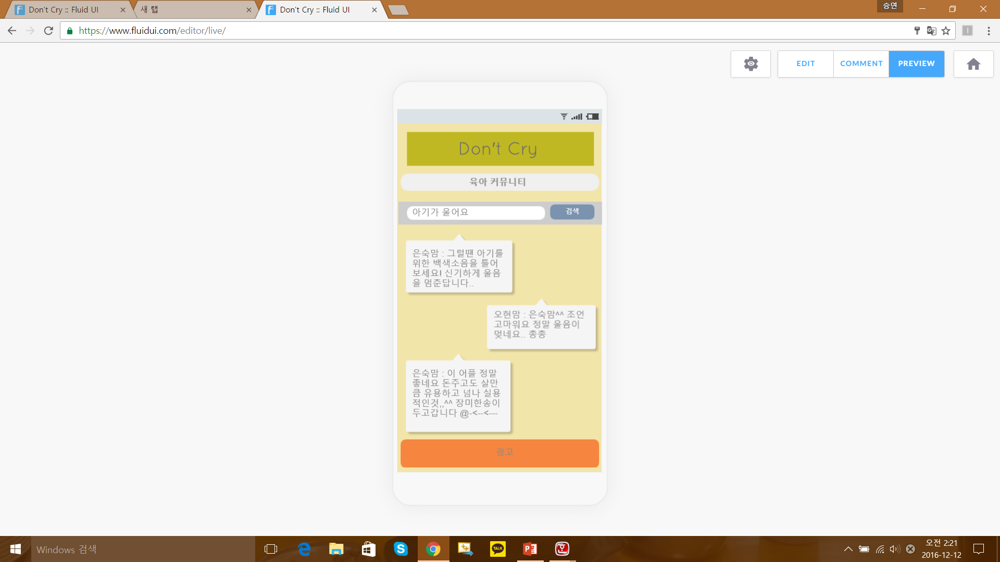 Don't Cry :: Fluid UI
새 탭
Don't Cry :: Fluid UI
승연
https://www.fluidui.com/editor/live/
EDIT
COMMENT
PREVIEW
Don't Cry
육아 커뮤니티
아기가 울어요
검색
은숙맘 : 그럴땐 아기를
위한 백색소음을 틀어
보세요! 신기하게 울음
을 멈춘답니다..
오현맘 : 은숙맘^^ 조언
고마워요 정말 울음이
멎네요.. 총총
은숙맘 : 이 어플 정말
좋네요 돈주고도 살만
큼 유용하고 넘나 실용
적인것,,^^ 장미한송이
두고갑니다 @-<--<---
광고
Windows 검색
TALK
오전 2:21
2016-12-12